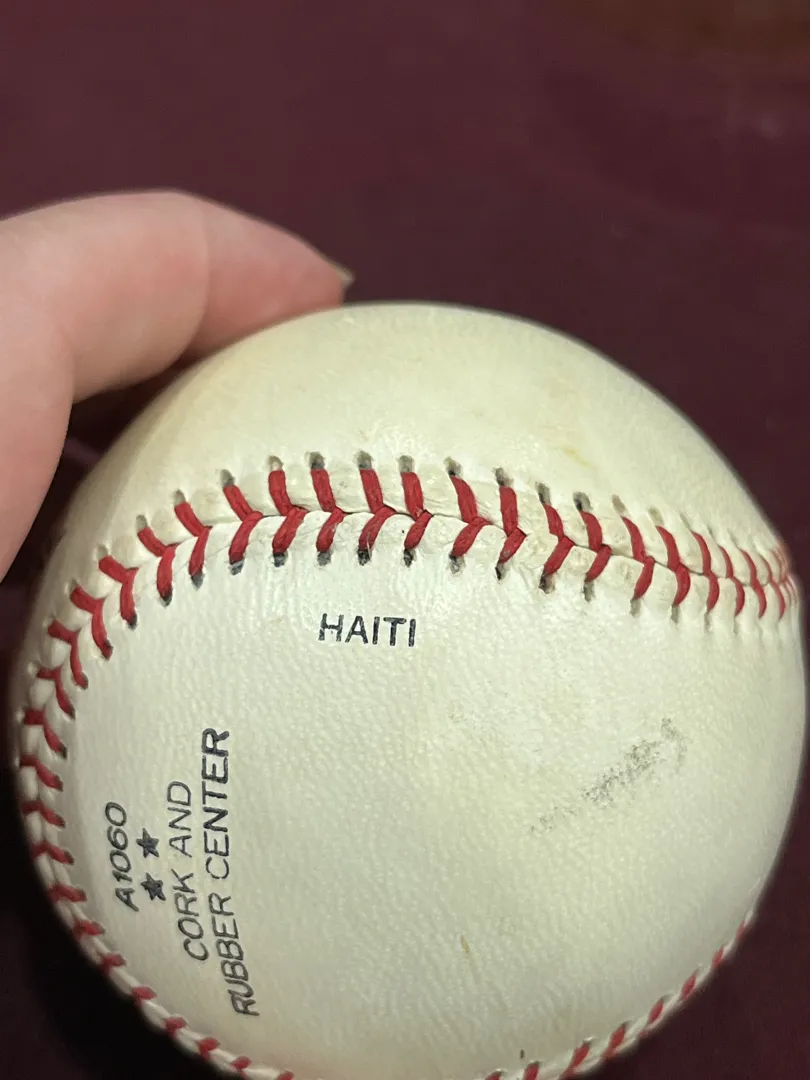 HAITI
A1060
★ ★
CORK AND
RUBBER CENTER